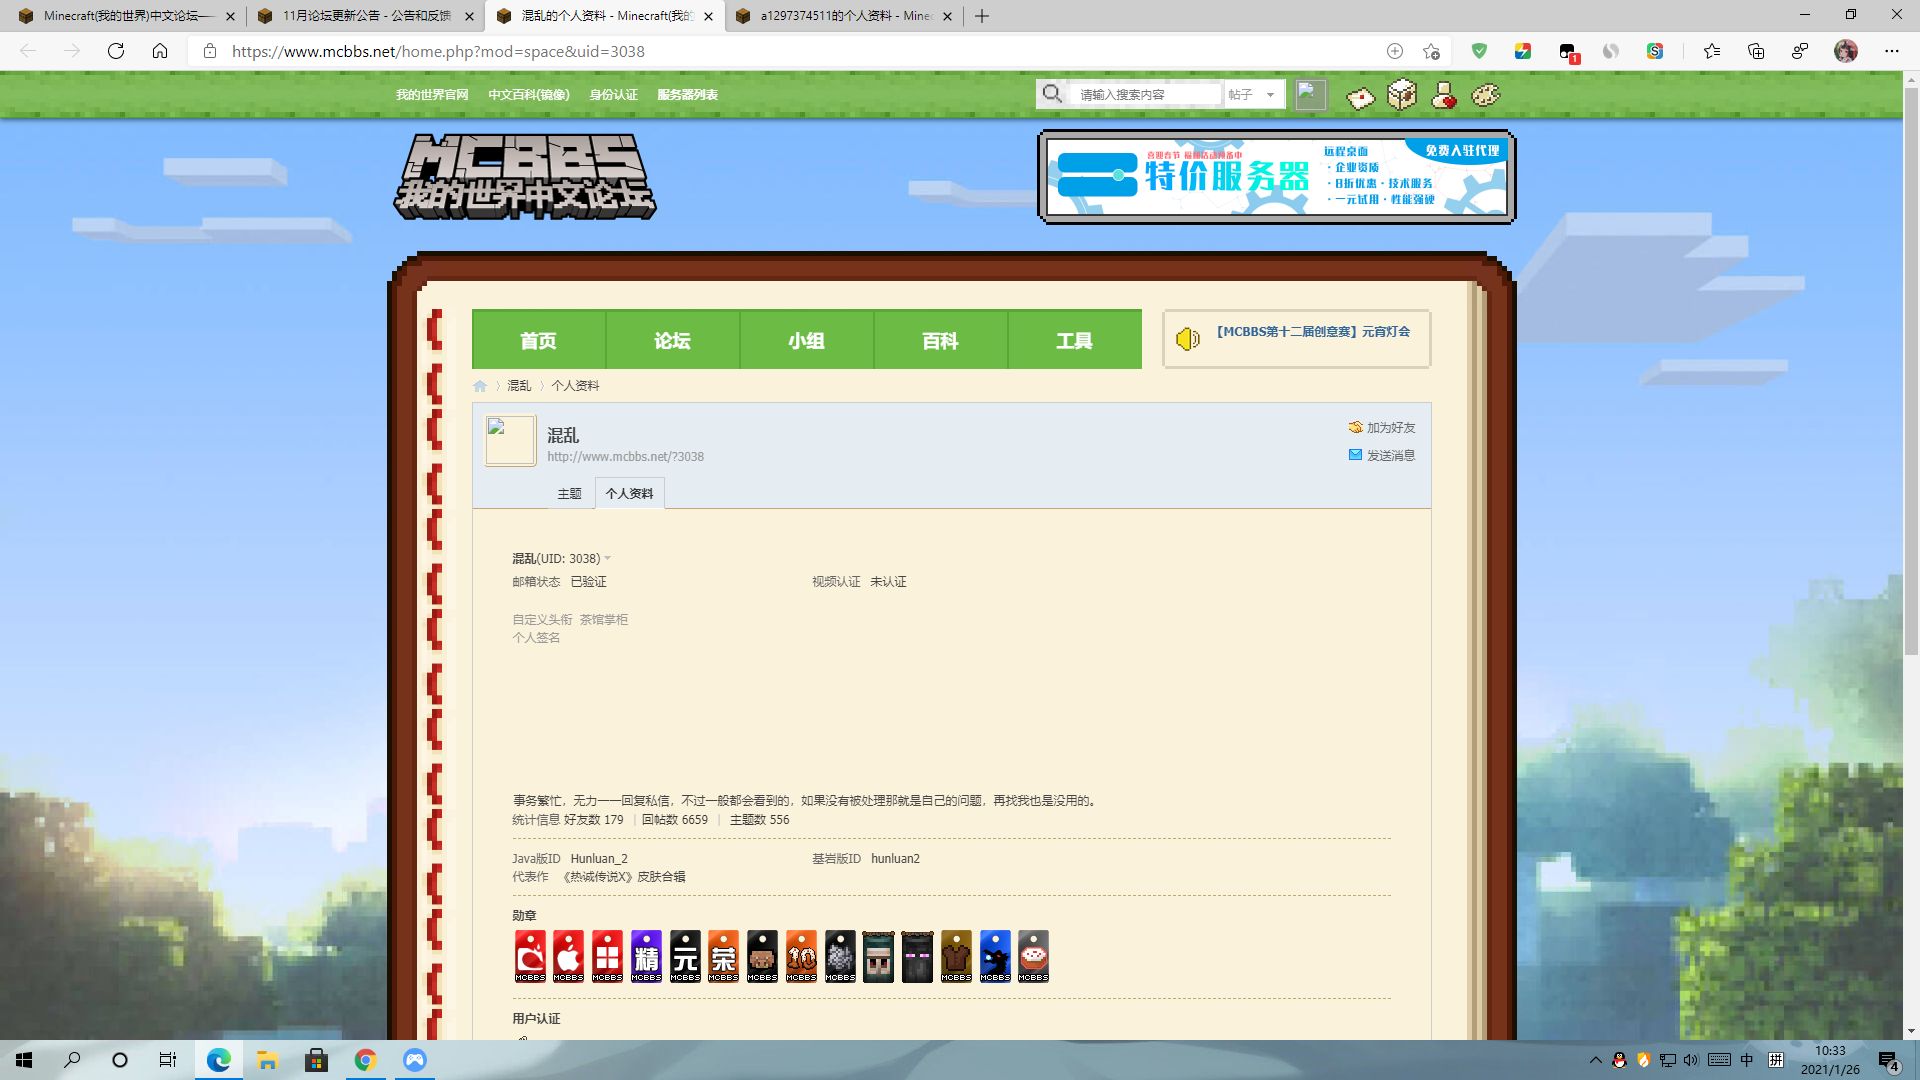 Minecraft(我的世界)中文论坛——
11月论坛更新公告 - 公告和反馈
混乱的个人资料 - Minecraft(我的
a1297374511的个人资料 - Minec
https://www.mcbbs.net/home.php?mod=space&uid=3038
1
我的世界官网 中文百科(镜像) 身份认证 服务器列表
请输入搜索内容 帖子
MCBBS
我的世界中文论坛
喜迎春节 福利活动预备中
特价服务器
远程桌面
· 企业资质
· 8折优惠 · 技术服务
· 一元试用 · 性能强硬
免费入驻代理
首页 论坛 小组 百科 工具
【MCBBS第十二届创意赛】元宵灯会
混乱 个人资料
混乱
http://www.mcbbs.net/?3038
加为好友
发送消息
主题 个人资料
混乱(UID: 3038)
邮箱状态 已验证 视频认证 未认证
自定义头衔 茶馆掌柜
个人签名
事务繁忙，无力一一回复私信，不过一般都会看到的，如果没有被处理那就是自己的问题，再找我也是没用的。
统计信息 好友数 179 | 回帖数 6659 | 主题数 556
Java版ID Hunluan_2 基岩版ID hunluan2
代表作 《热诚传说X》皮肤合辑
勋章
精 元 荣 10
MCBBS MCBBS MCBBS MCBBS MCBBS MCBBS MCBBS MCBBS MCBBS MCBBS MCBBS MCBBS
用户认证
中 拼
10:33
2021/1/26
4